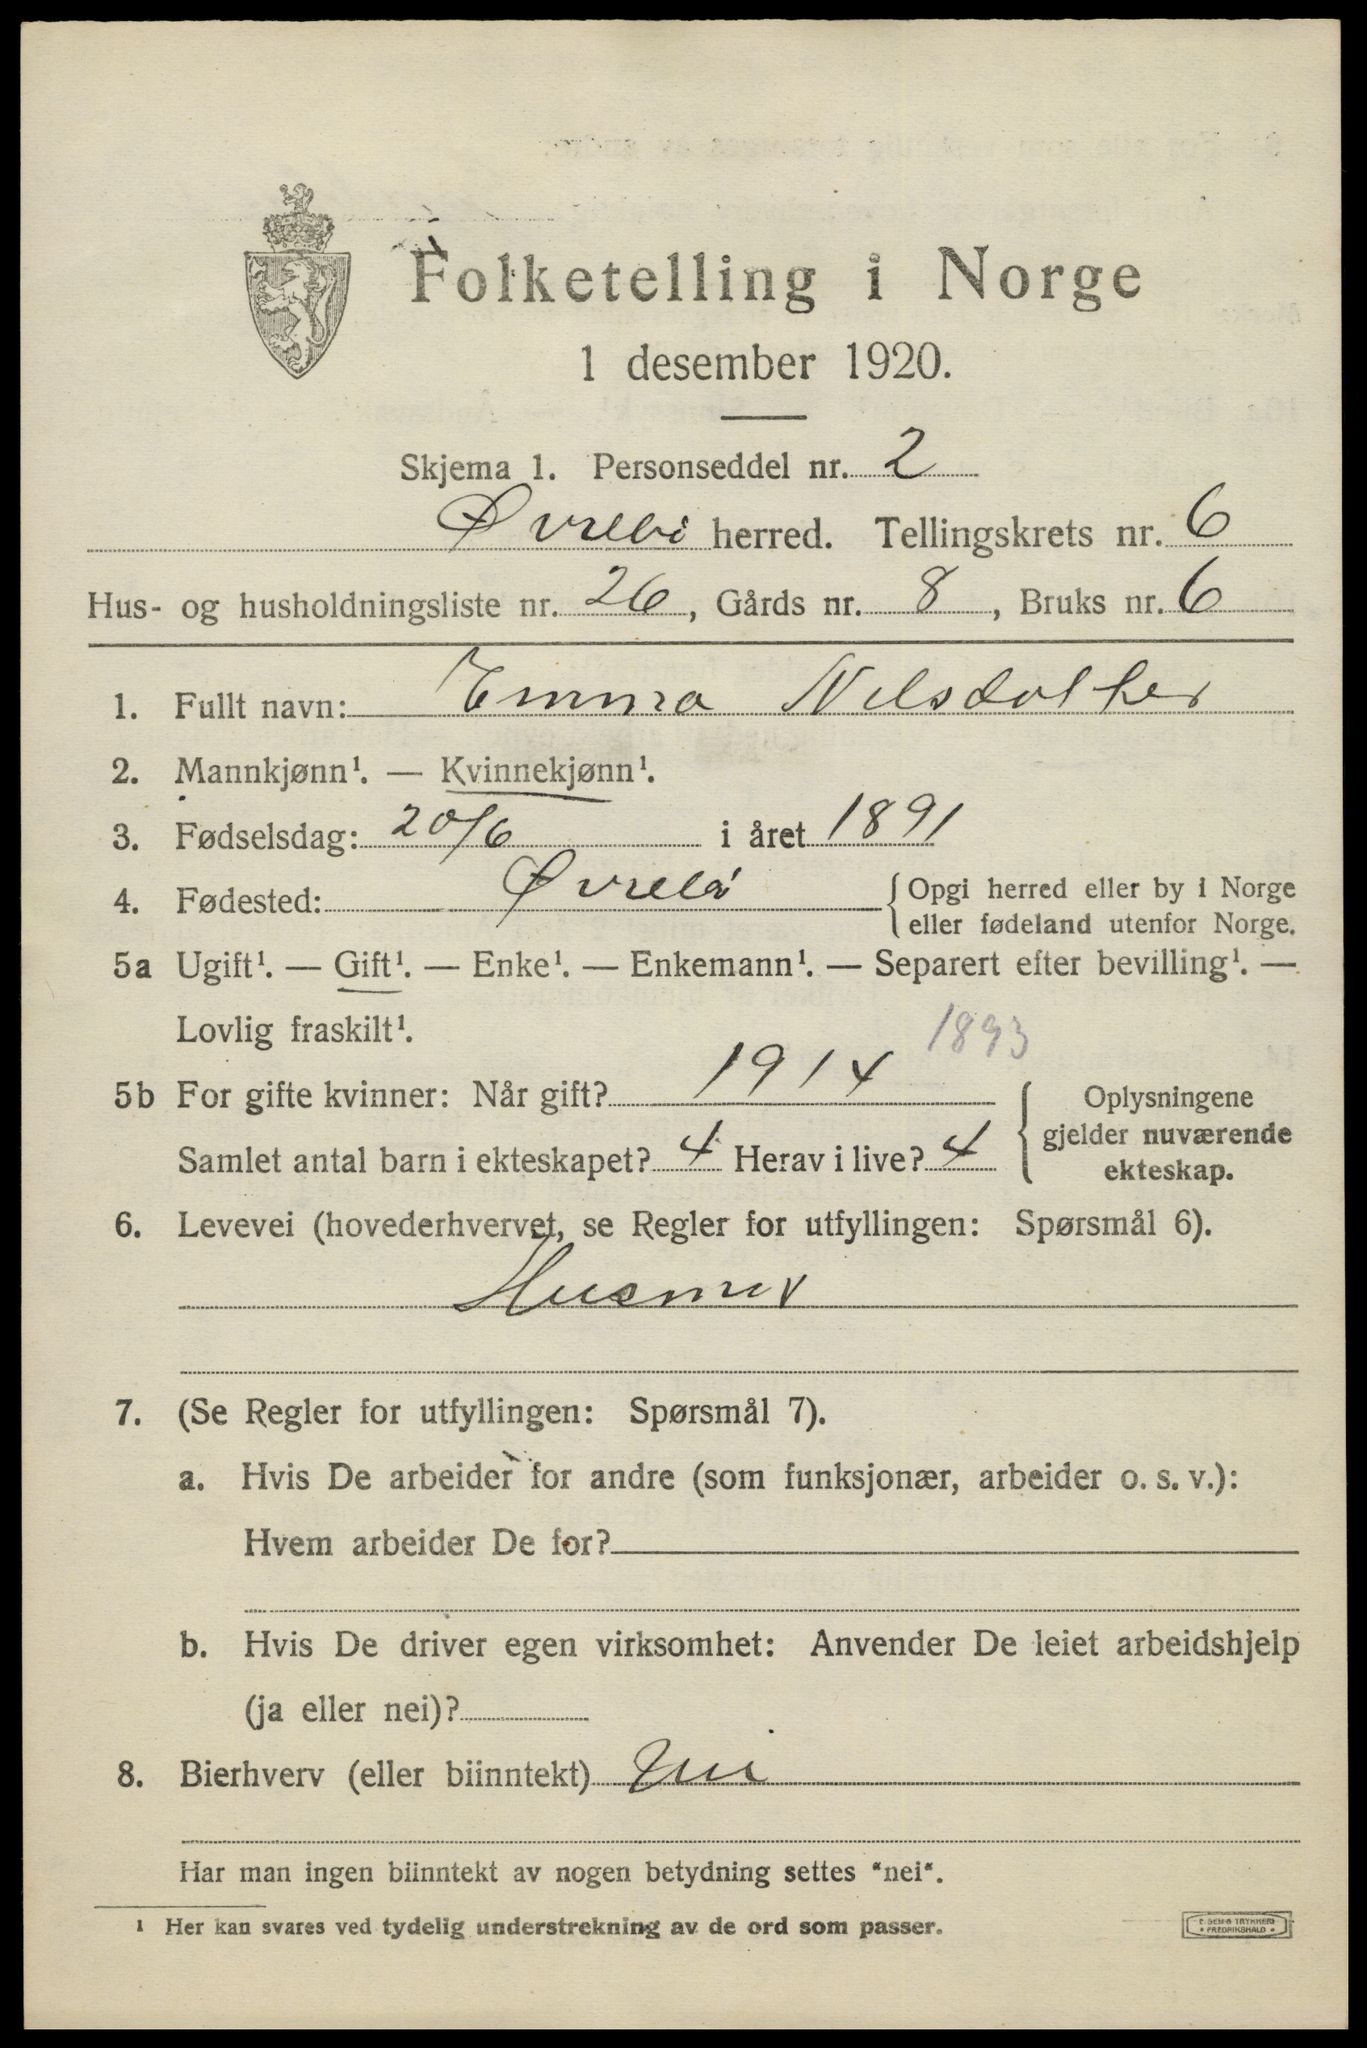 Folketelling i Norge
1 desember 1920.
Skjema 1. Personseddel nr. 2
Øvrebø herred. Tellingskrets nr. 6
Hus- og husholdningsliste nr. 26, Gårds nr. 8, Bruks nr. 6
1. Fullt navn: Emma Nilsdotter
2. Mannkjønn¹. — Kvinnekjønn¹.
3. Fødselsdag: 20/6 i året 1891
4. Fødested: Øvrebø { Opgi herred eller by i Norge
eller fødeland utenfor Norge.
5a Ugift¹. — Gift¹. — Enke¹. — Enkemann¹. — Separert efter bevilling¹. —
Lovlig fraskilt¹.
1893
5b For gifte kvinner: Når gift? 1914
Samlet antal barn i ekteskapet? 4 Herav i live? 4
Oplysningene
gjelder nuværende
ekteskap.
6. Levevei (hovederhvervet, se Regler for utfyllingen: Spørsmål 6).
Husmor
7. (Se Regler for utfyllingen: Spørsmål 7).
a. Hvis De arbeider for andre (som funksjonær, arbeider o. s. v.):
Hvem arbeider De for?
b. Hvis De driver egen virksomhet: Anvender De leiet arbeidshjelp
(ja eller nei)?
8. Bierhverv (eller biinntekt) Nei
Har man ingen biinntekt av nogen betydning settes "nei".
¹ Her kan svares ved tydelig understrekning av de ord som passer.
E. SEM·S TRYKKERI
• FREDRIKSHALD •